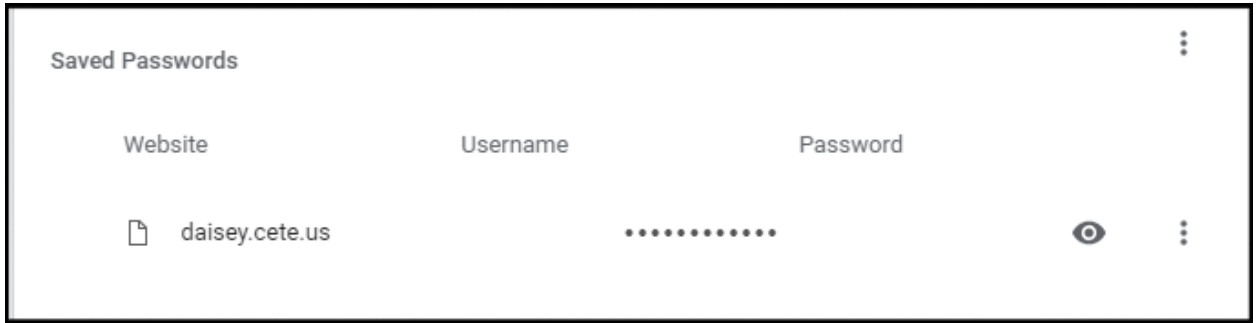 Saved Passwords
Website Username Password
daisey.cete.us ••••••••••••